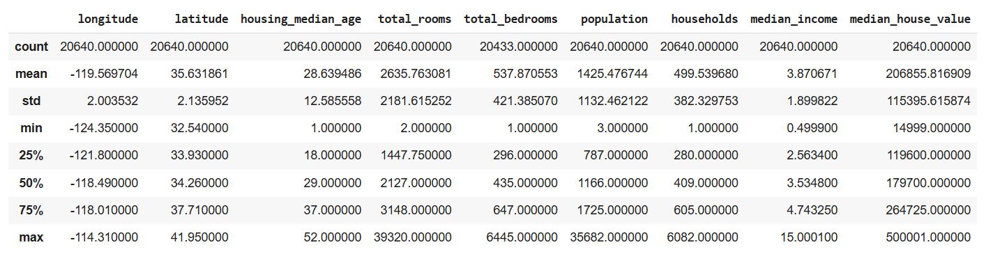 longitude latitude housing_median_age total_rooms total_bedrooms population households median_income median_house_value
count 20640.000000 20640.000000 20640.000000 20640.000000 20433.000000 20640.000000 20640.000000 20640.000000 20640.000000
mean -119.569704 35.631861 28.639486 2635.763081 537.870553 1425.476744 499.539680 3.870671 206855.816909
std 2.003532 2.135952 12.585558 2181.615252 421.385070 1132.462122 382.329753 1.899822 115395.615874
min -124.350000 32.540000 1.000000 2.000000 1.000000 3.000000 1.000000 0.499900 14999.000000
25% -121.800000 33.930000 18.000000 1447.750000 296.000000 787.000000 280.000000 2.563400 119600.000000
50% -118.490000 34.260000 29.000000 2127.000000 435.000000 1166.000000 409.000000 3.534800 179700.000000
75% -118.010000 37.710000 37.000000 3148.000000 647.000000 1725.000000 605.000000 4.743250 264725.000000
max -114.310000 41.950000 52.000000 39320.000000 6445.000000 35682.000000 6082.000000 15.000100 500001.000000